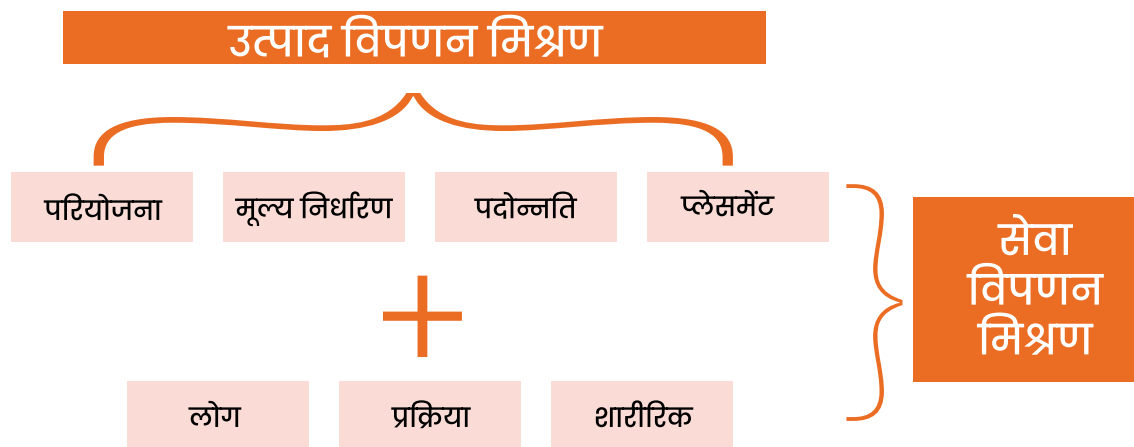 उत्पाद विपणन मिश्रण
परियोजना
मूल्य निर्धारण
पदोन्नति
प्लेसमेंट
सेवा
विपणन
मिश्रण
लोग
प्रक्रिया
शारीरिक